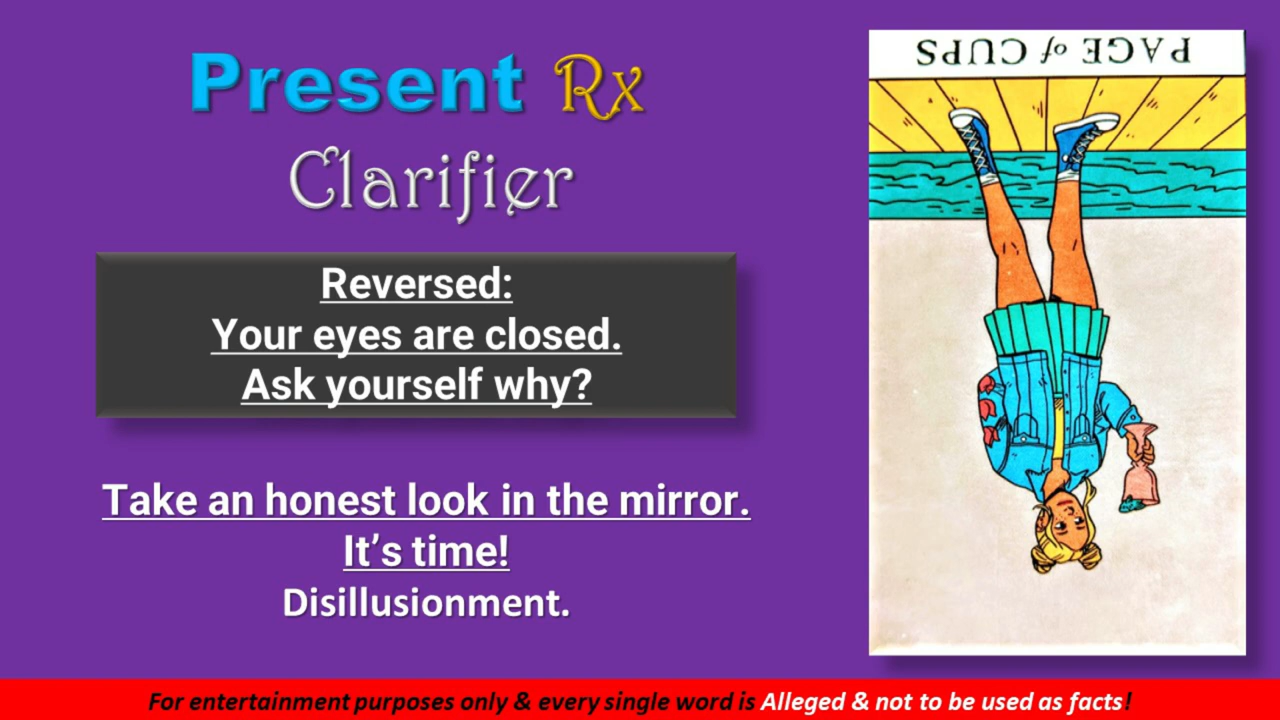 Present Rx
Clarifier
Reversed:
Your eyes are closed.
Ask yourself why?
Take an honest look in the mirror.
It's time!
Disillusionment.
PAGE of CUPS
For entertainment purposes only & every single word is Alleged & not to be used as facts!